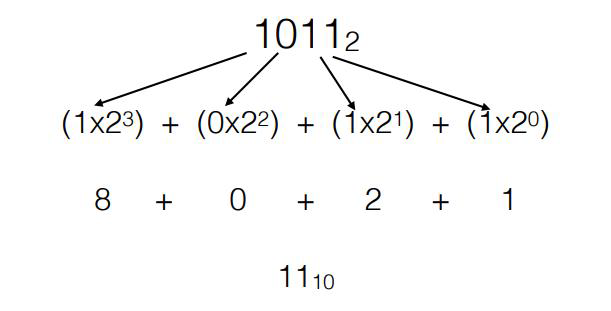 1011₂
(1x2³) + (0x2²) + (1x2¹) + (1x2⁰)
8 + 0 + 2 + 1
11₁₀